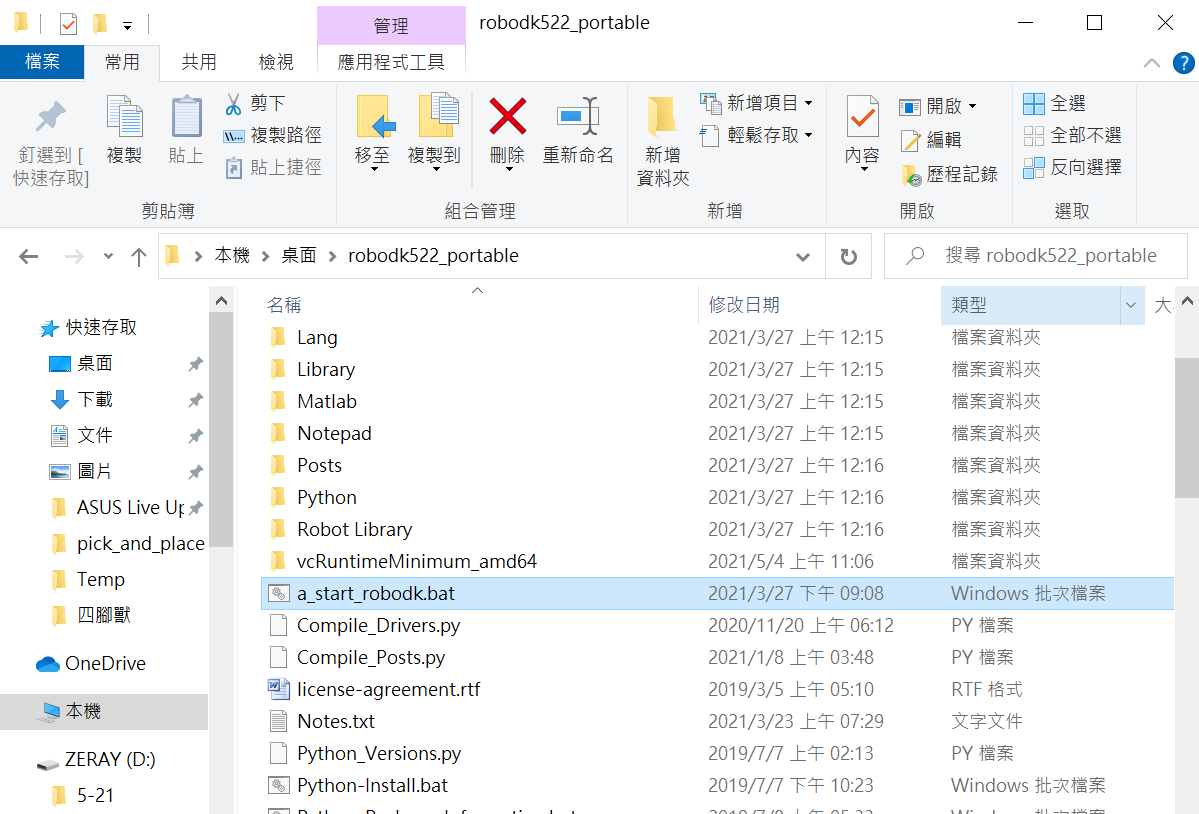 管理
robodk522_portable
檔案
常用
共用
檢視
應用程式工具
釘選到 [
快速存取]
複製
貼上
剪下
複製路徑
貼上捷徑
剪貼簿
移至
複製到
刪除
重新命名
組合管理
新增
資料夾
新增項目
輕鬆存取
新增
內容
開啟
編輯
歷程記錄
開啟
全選
全部不選
反向選擇
選取
本機
桌面
robodk522_portable
搜尋 robodk522_portable
快速存取
桌面
下載
文件
圖片
ASUS Live Up
pick_and_place
Temp
四腳獸
OneDrive
本機
ZERAY (D:)
5-21
名稱 修改日期 類型 大
Lang 2021/3/27 上午 12:15 檔案資料夾
Library 2021/3/27 上午 12:15 檔案資料夾
Matlab 2021/3/27 上午 12:15 檔案資料夾
Notepad 2021/3/27 上午 12:15 檔案資料夾
Posts 2021/3/27 上午 12:16 檔案資料夾
Python 2021/3/27 上午 12:16 檔案資料夾
Robot Library 2021/3/27 上午 12:16 檔案資料夾
vcRuntimeMinimum_amd64 2021/5/4 上午 11:06 檔案資料夾
a_start_robodk.bat 2021/3/27 下午 09:08 Windows 批次檔案
Compile_Drivers.py 2020/11/20 上午 06:12 PY 檔案
Compile_Posts.py 2021/1/8 上午 03:48 PY 檔案
license-agreement.rtf 2019/3/5 上午 05:10 RTF 格式
Notes.txt 2021/3/23 上午 07:29 文字文件
Python_Versions.py 2019/7/7 上午 02:13 PY 檔案
Python-Install.bat 2019/7/7 下午 10:23 Windows 批次檔案